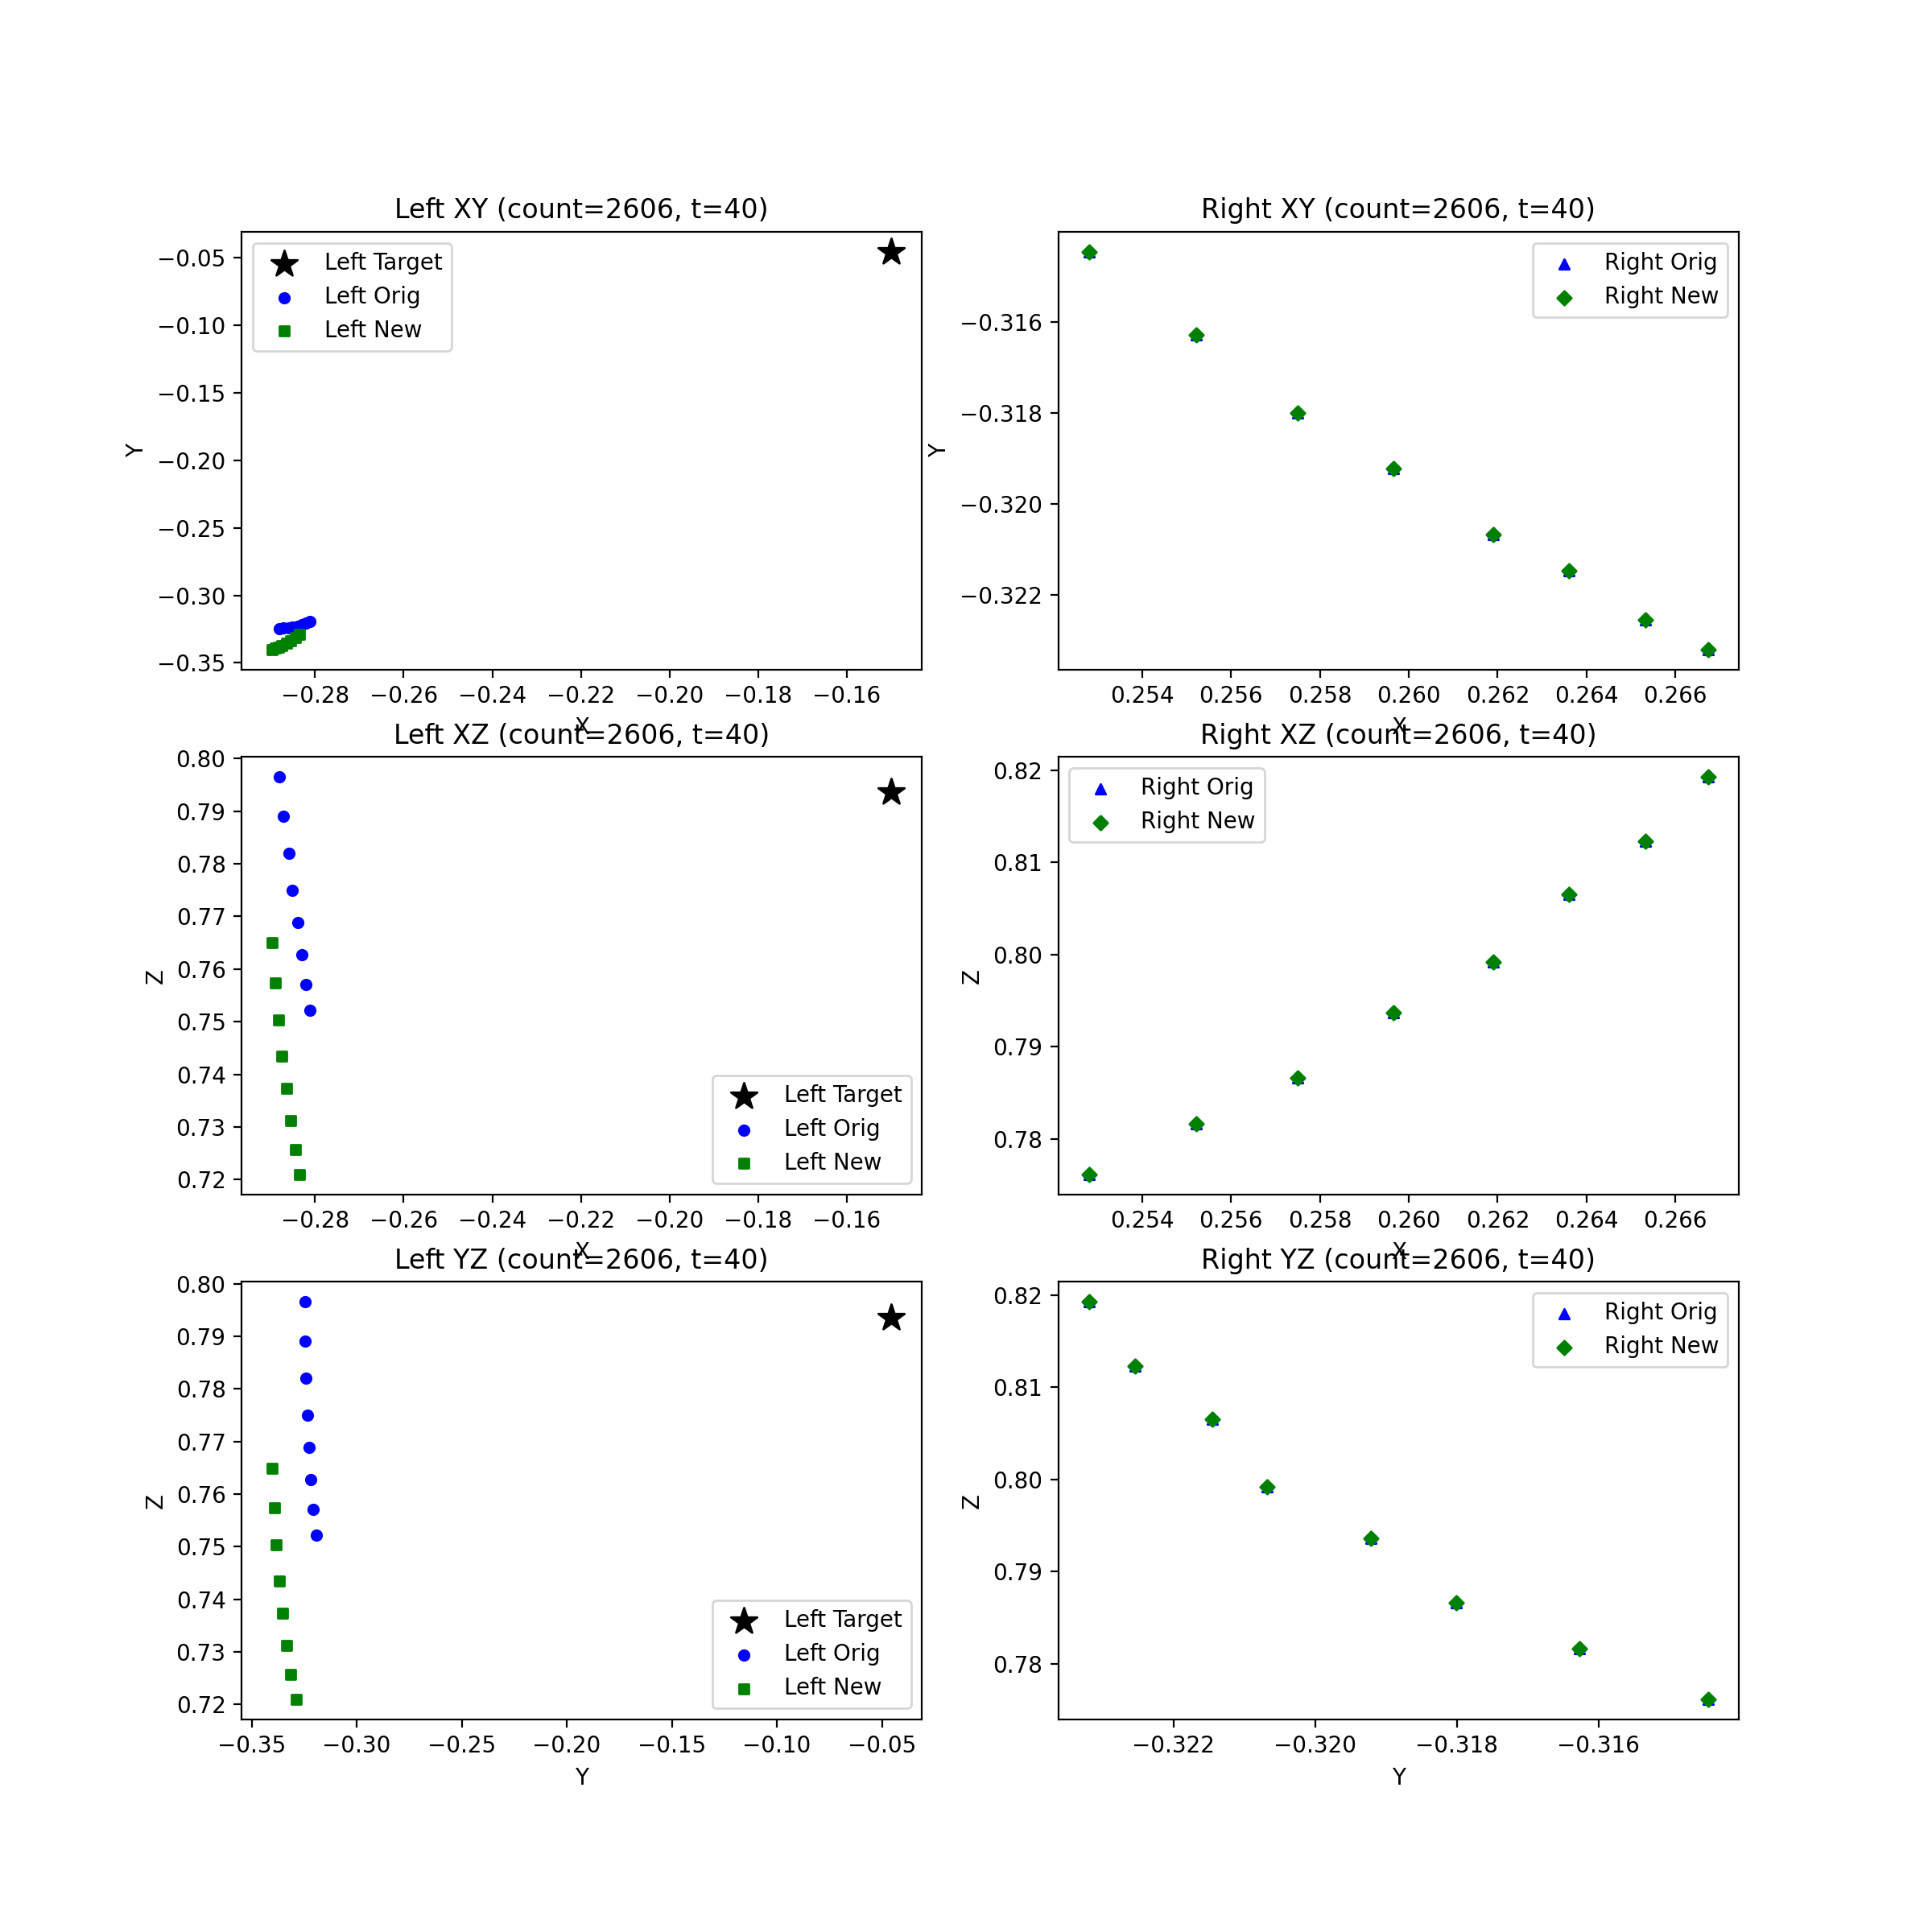 Left XY (count=2606, t=40)
Left Target
Left Orig
Left New
Y
−0.05
−0.10
−0.15
−0.20
−0.25
−0.30
−0.35
−0.28
−0.26
−0.24
−0.22
−0.20
−0.18
−0.16
X
Right XY (count=2606, t=40)
Right Orig
Right New
Y
−0.316
−0.318
−0.320
−0.322
0.254
0.256
0.258
0.260
0.262
0.264
0.266
X
Left XZ (count=2606, t=40)
Left Target
Left Orig
Left New
Z
0.80
0.79
0.78
0.77
0.76
0.75
0.74
0.73
0.72
−0.28
−0.26
−0.24
−0.22
−0.20
−0.18
−0.16
X
Right XZ (count=2606, t=40)
Right Orig
Right New
Z
0.82
0.81
0.80
0.79
0.78
0.254
0.256
0.258
0.260
0.262
0.264
0.266
X
Left YZ (count=2606, t=40)
Left Target
Left Orig
Left New
Z
0.80
0.79
0.78
0.77
0.76
0.75
0.74
0.73
0.72
−0.35
−0.30
−0.25
−0.20
−0.15
−0.10
−0.05
Y
Right YZ (count=2606, t=40)
Right Orig
Right New
Z
0.82
0.81
0.80
0.79
0.78
−0.322
−0.320
−0.318
−0.316
Y